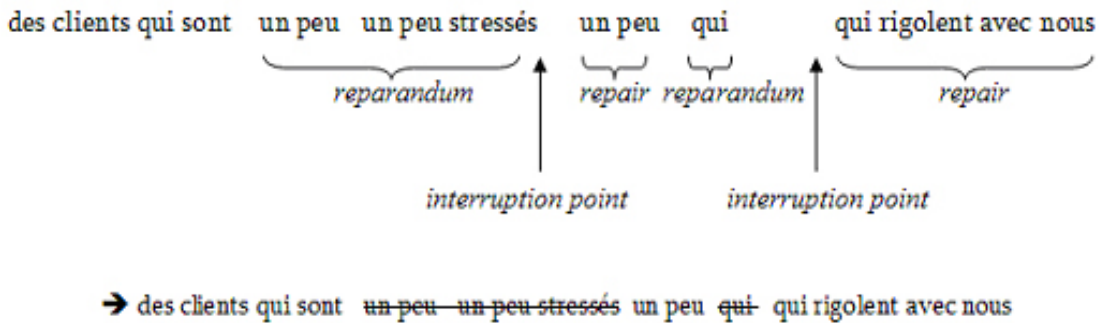 des clients qui sont un peu un peu stressés un peu qui qui rigolent avec nous
reparandum repair reparandum repair
interruption point interruption point
➔ des clients qui sont un peu un peu stressés un peu qui qui rigolent avec nous